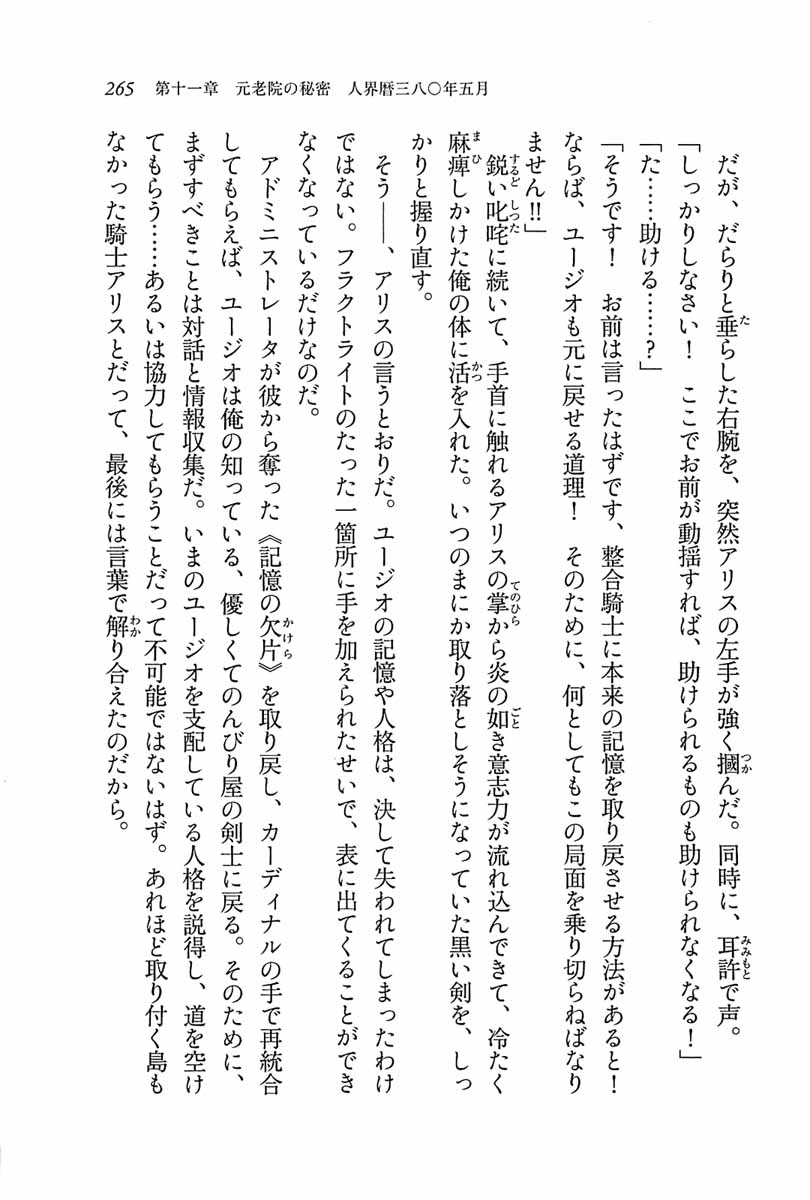 265　第十一章　元老院の秘密　人界暦三八〇年五月
　だが、だらりと垂らした右腕を、突然アリスの左手が強く摑んだ。同時に、耳許で声。
「しっかりしなさい！　ここでお前が動揺すれば、助けられるものも助けられなくなる！」
「た……助ける……？」
「そうです！　お前は言ったはずです、整合騎士に本来の記憶を取り戻させる方法があると！
ならば、ユージオも元に戻せる道理！　そのために、何としてもこの局面を乗り切らねばなり
ません!!」
　鋭い叱咤に続いて、手首に触れるアリスの掌から炎の如き意志力が流れ込んできて、冷たく
麻痺しかけた俺の体に活を入れた。いつのまにか取り落としそうになっていた黒い剣を、しっ
かりと握り直す。
　そう――、アリスの言うとおりだ。ユージオの記憶や人格は、決して失われてしまったわけ
ではない。フラクトライトのたった一箇所に手を加えられたせいで、表に出てくることができ
なくなっているだけなのだ。
　アドミニストレータが彼から奪った《記憶の欠片》を取り戻し、カーディナルの手で再統合
してもらえば、ユージオは俺の知っている、優しくてのんびり屋の剣士に戻る。そのために、
まずすべきことは対話と情報収集だ。いまのユージオを支配している人格を説得し、道を空け
てもらう……あるいは協力してもらうことだって不可能ではないはず。あれほど取り付く島も
なかった騎士アリスとだって、最後には言葉で解り合えたのだから。